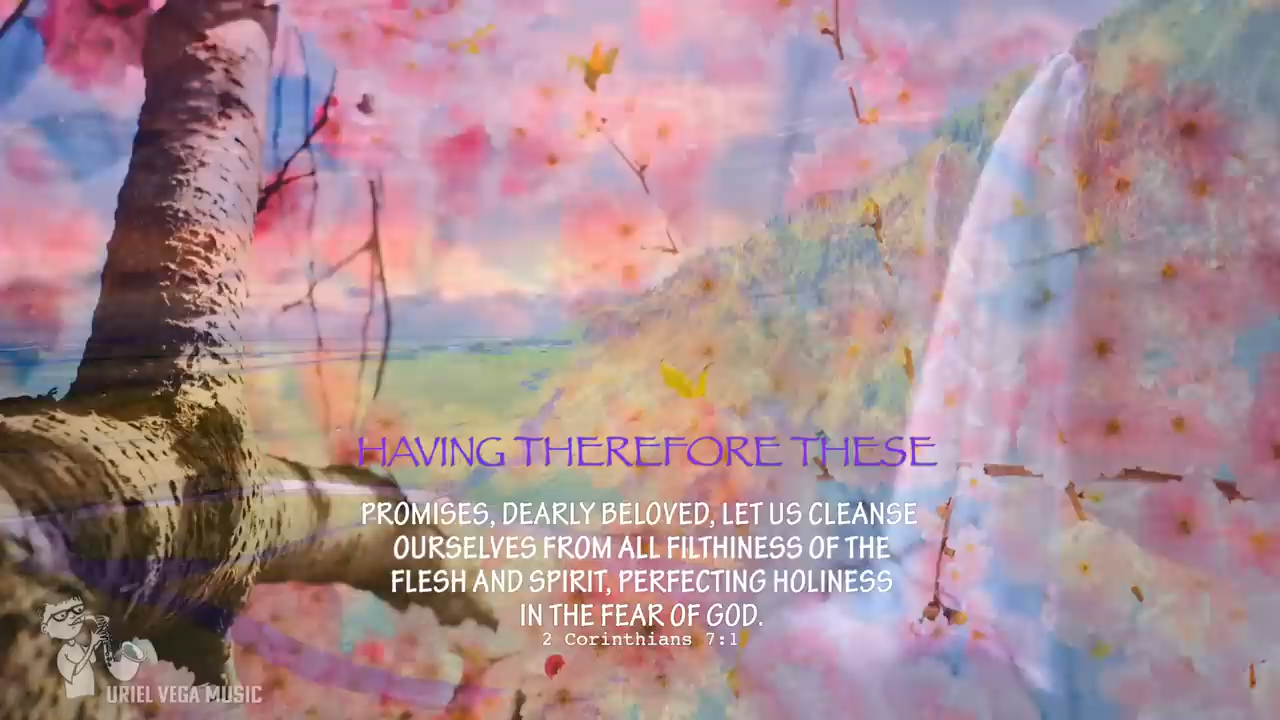 HAVING THEREFORE THESE
PROMISES, DEARLY BELOVED, LET US CLEANSE
OURSELVES FROM ALL FILTHINESS OF THE
FLESH AND SPIRIT, PERFECTING HOLINESS
IN THE FEAR OF GOD.
2 Corinthians 7:1
URIEL VEGA MUSIC